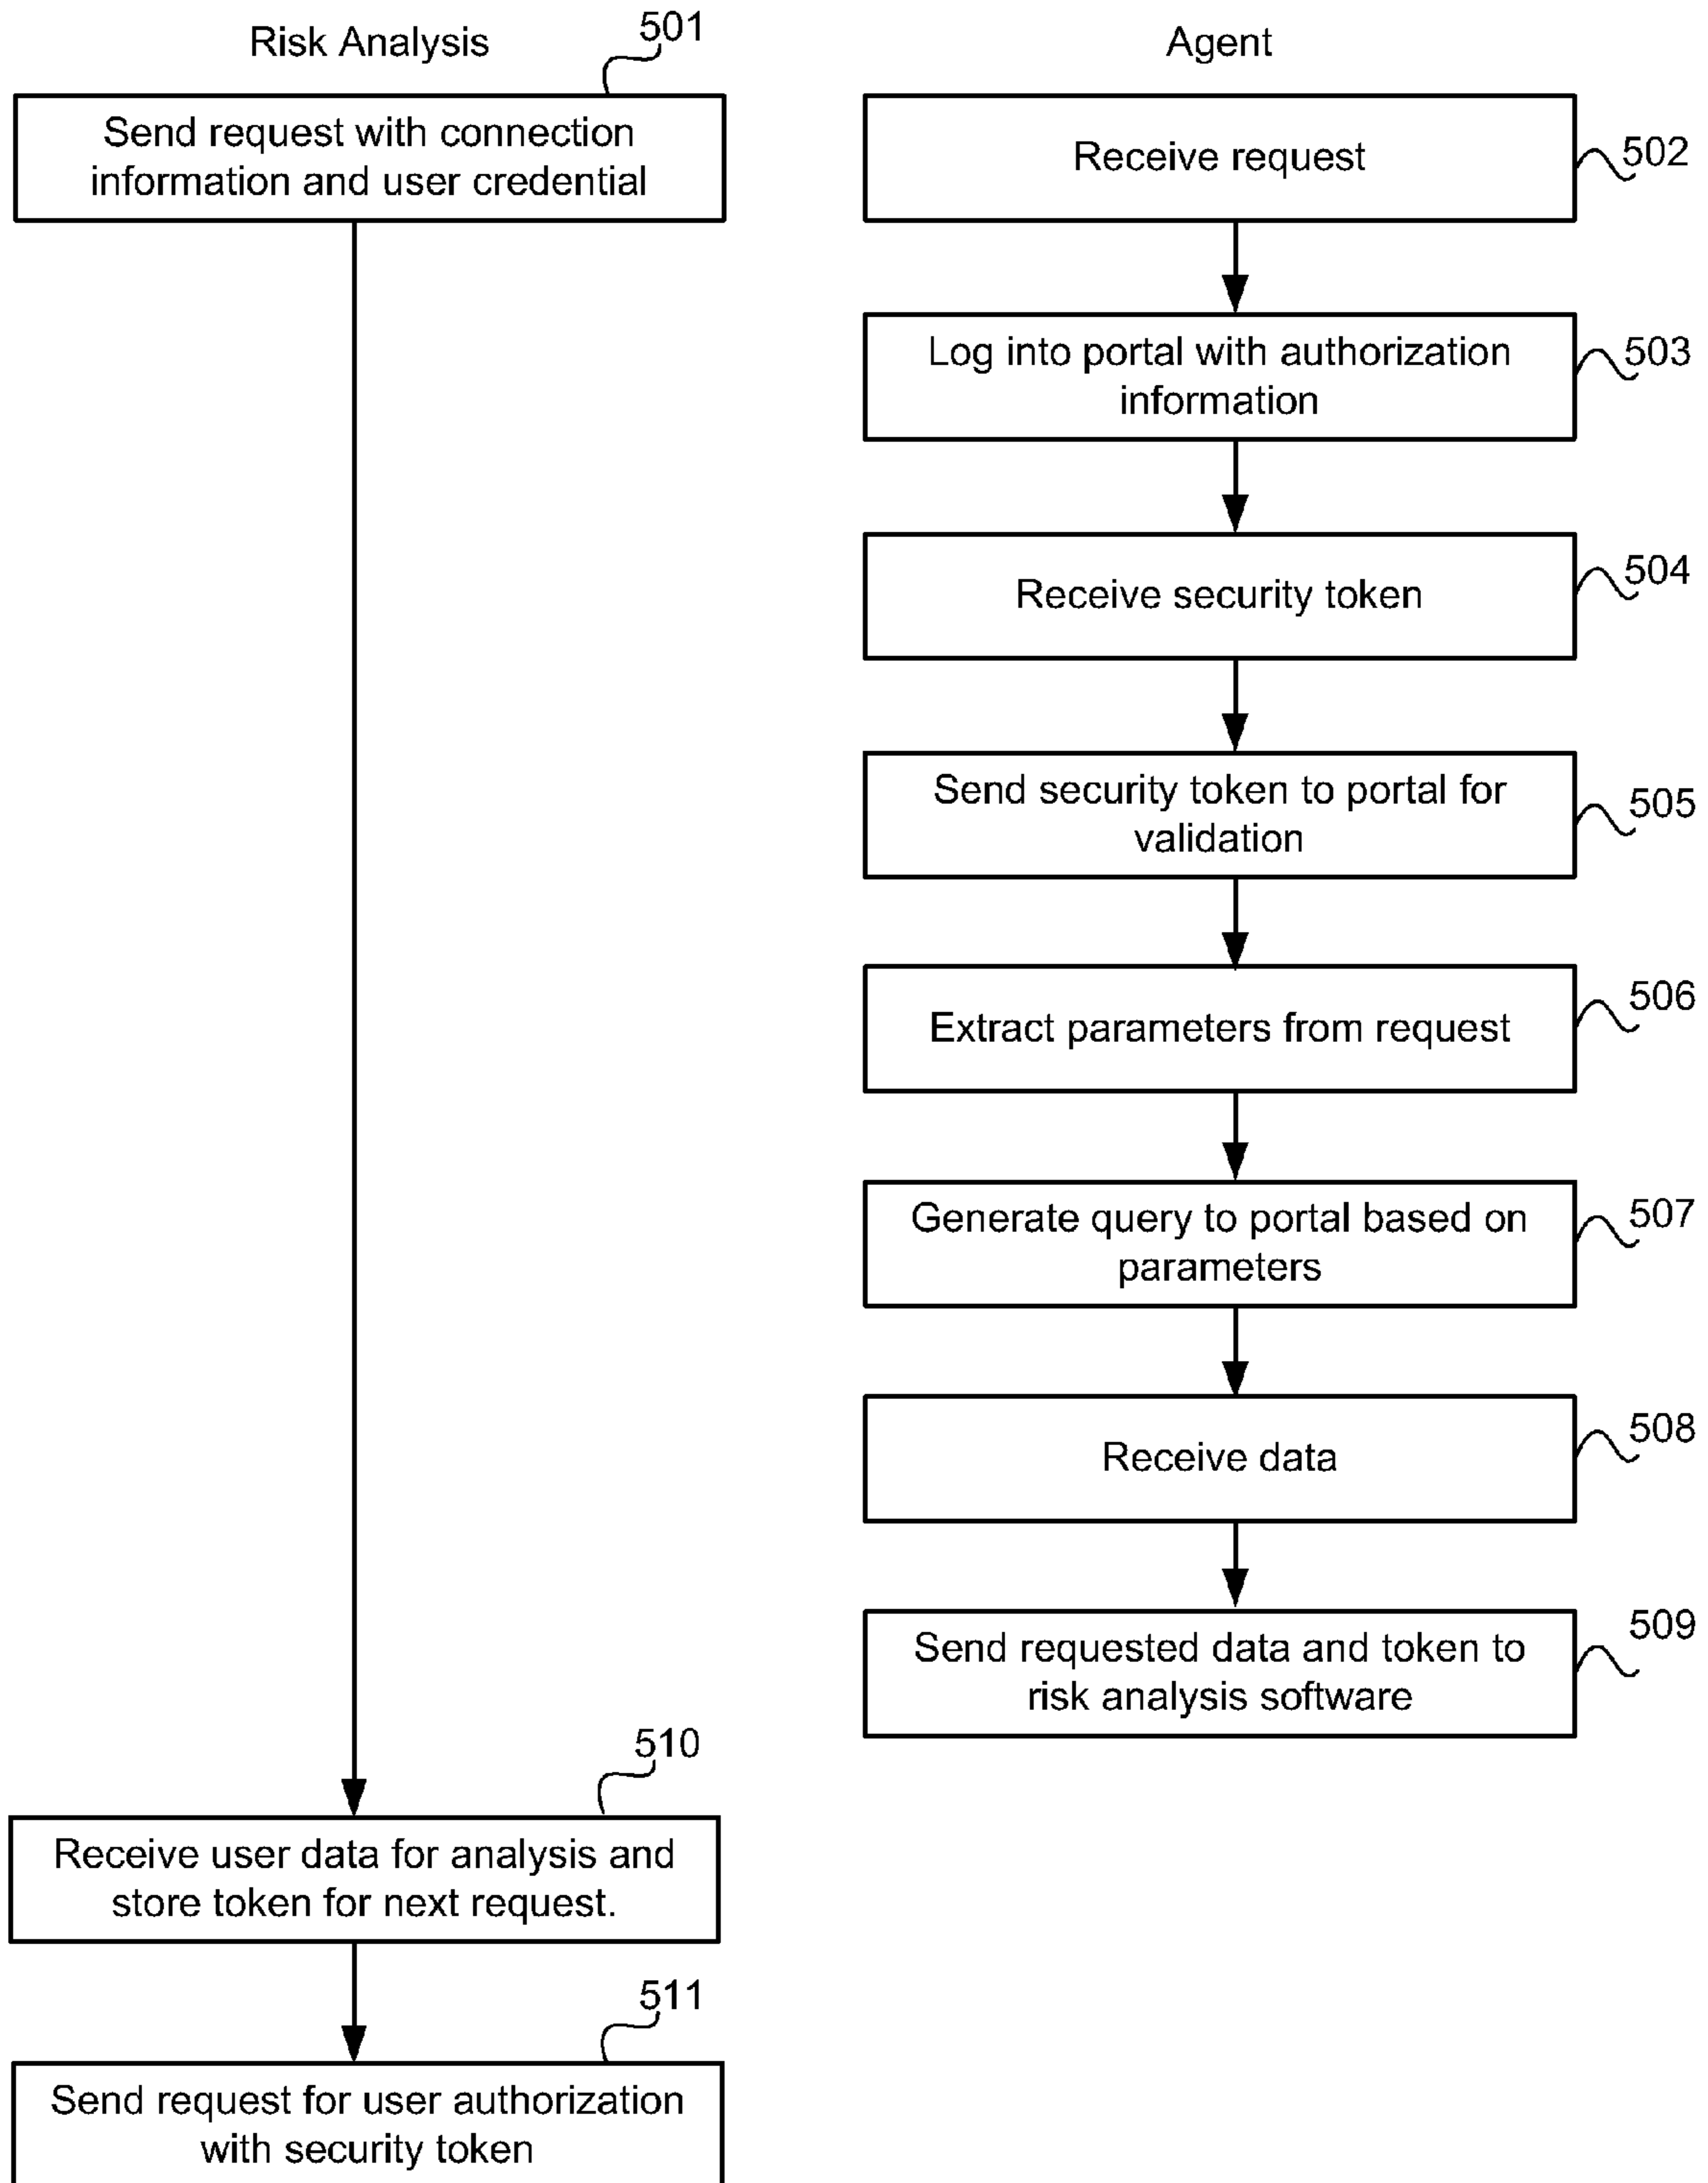 Risk Analysis
501
Agent
Send request with connection
information and user credential
Receive request
502
Log into portal with authorization
information
503
Receive security token
504
Send security token to portal for
validation
505
Extract parameters from request
506
Generate query to portal based on
parameters
507
Receive data
508
Send requested data and token to
risk analysis software
509
510
Receive user data for analysis and
store token for next request.
511
Send request for user authorization
with security token